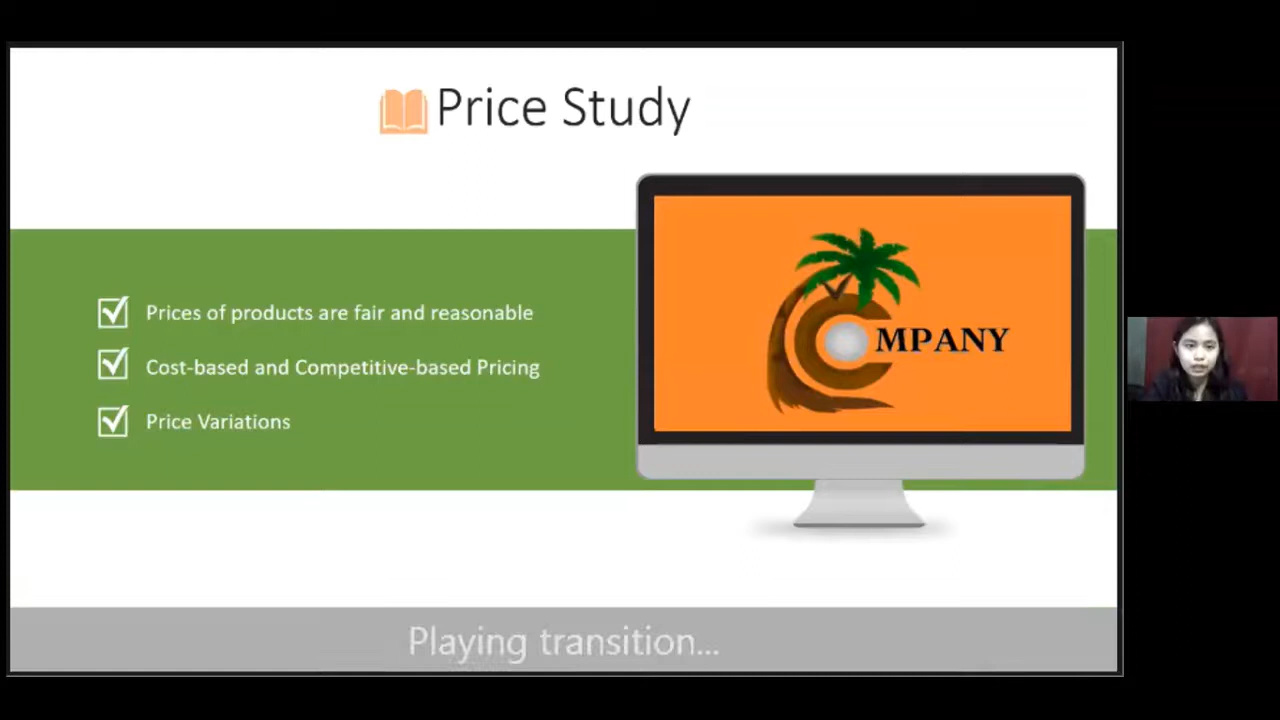 Price Study
Prices of products are fair and reasonable
Cost-based and Competitive-based Pricing
Price Variations
MPANY
Playing transition...